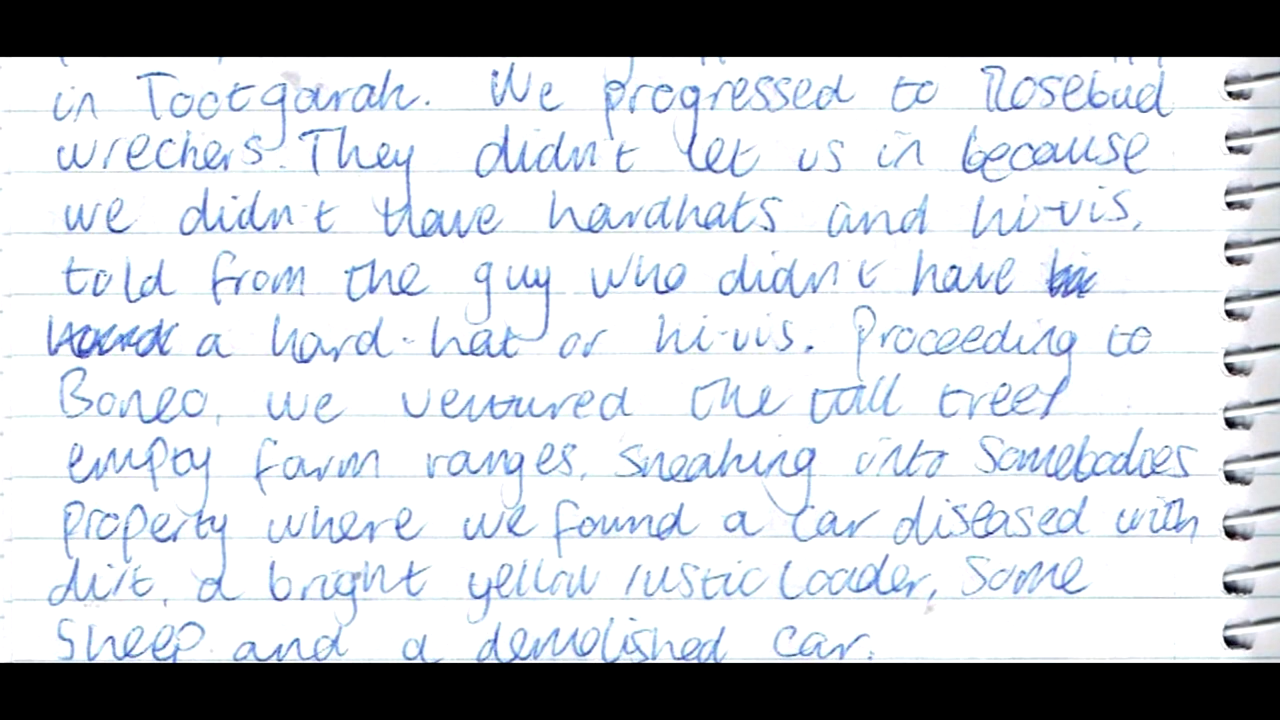 in Tootgarah. We progressed to Rosebud
wrechers. They didn't let us in because
we didn't have hardhats and hi-vis,
told from the guy who didn't have
a hard-hat or hi-vis. Proceeding to
Boneo, we ventured the tall tree,
empty farm ranges, sneaking into somebodies
property where we found a car diseased with
dirt, a bright yellow rustic loader, some
sheep and a demolished car.